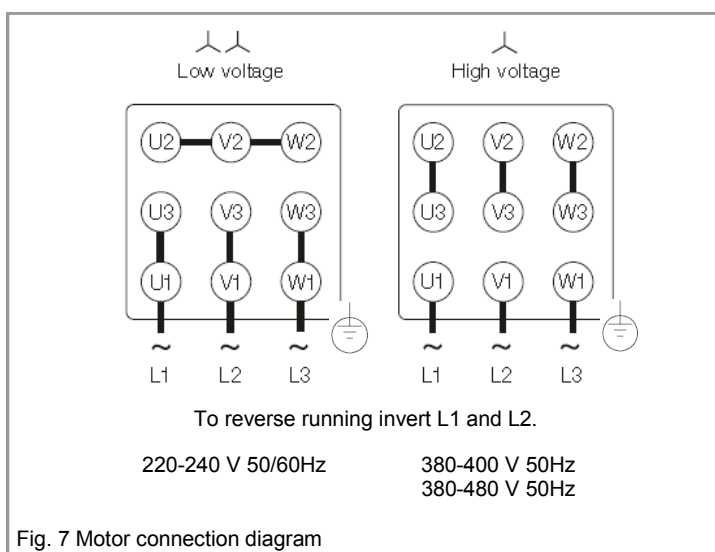 Low voltage High voltage
U2 V2 W2 U2 V2 W2
U3 V3 W3 U3 V3 W3
U1 V1 W1 U1 V1 W1
~ ~ ~ ~ ~ ~
L1 L2 L3 L1 L2 L3
To reverse running invert L1 and L2.
220-240 V 50/60Hz 380-400 V 50Hz
380-480 V 50Hz
Fig. 7 Motor connection diagram